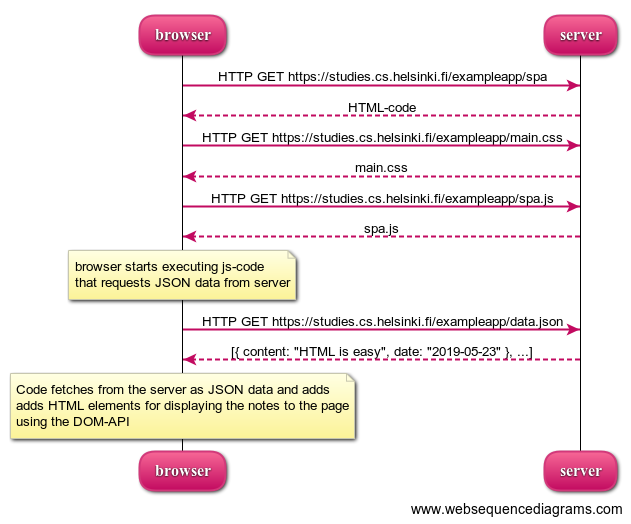 browser server
HTTP GET https://studies.cs.helsinki.fi/exampleapp/spa
HTML-code
HTTP GET https://studies.cs.helsinki.fi/exampleapp/main.css
main.css
HTTP GET https://studies.cs.helsinki.fi/exampleapp/spa.js
spa.js
browser starts executing js-code
that requests JSON data from server
HTTP GET https://studies.cs.helsinki.fi/exampleapp/data.json
[{ content: "HTML is easy", date: "2019-05-23" }, ...]
Code fetches from the server as JSON data and adds
adds HTML elements for displaying the notes to the page
using the DOM-API
browser server
www.websequencediagrams.com